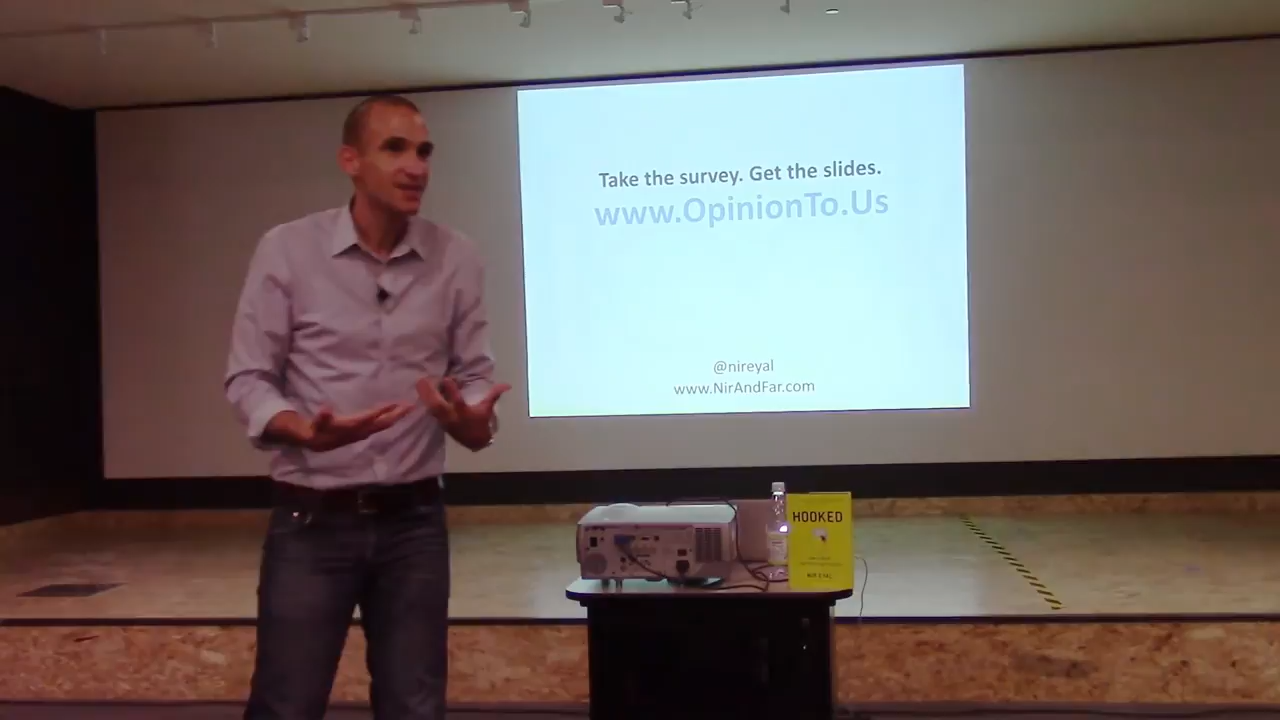 Take the survey. Get the slides.
www.OpinionTo.Us
@nireyal
www.NirAndFar.com
HOOKED